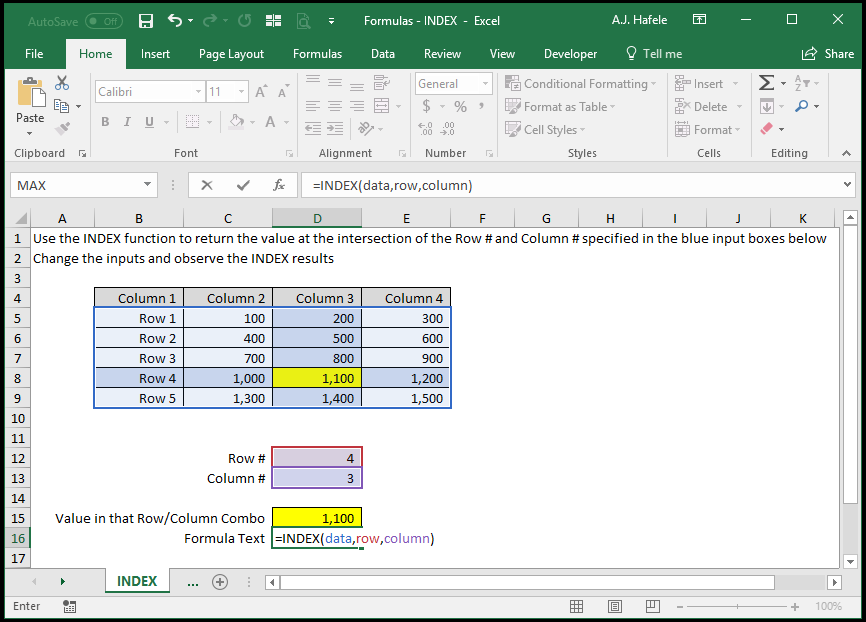 AutoSave Off Formulas - INDEX - Excel A.J. Hafele
File Home Insert Page Layout Formulas Data Review View Developer Tell me Share
Calibri 11 General Conditional Formatting Insert
Paste B I U A $ % , Format as Table Delete
Cell Styles Format
Clipboard Font Alignment Number Styles Cells Editing
MAX fx =INDEX(data,row,column)
A B C D E F G H I J K
1 Use the INDEX function to return the value at the intersection of the Row # and Column # specified in the blue input boxes below
2 Change the inputs and observe the INDEX results
3
4 Column 1 Column 2 Column 3 Column 4
5 Row 1 100 200 300
6 Row 2 400 500 600
7 Row 3 700 800 900
8 Row 4 1,000 1,100 1,200
9 Row 5 1,300 1,400 1,500
10
11
12 Row # 4
13 Column # 3
14
15 Value in that Row/Column Combo 1,100
16 Formula Text =INDEX(data,row,column)
17
INDEX ...
Enter 100%